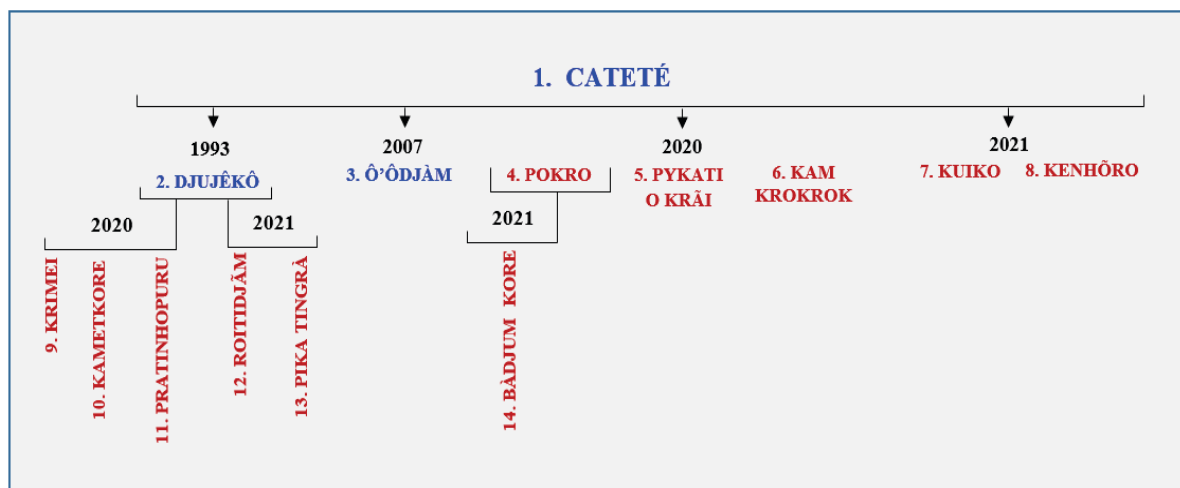 1. CATETÉ
1993
2007
2020
2021
2. DJUJÊKÔ
3. Ô’ÔDJÀM
4. POKRO
5. PYKATI
O KRÃI
6. KAM
KROKROK
7. KUIKO
8. KENHÕRO
2020
2021
2021
9. KRIMEI
10. KAMETKORE
11. PRATINHOPURU
12. ROITIDJÃM
13. PIKA TINGRÀ
14. BÀDJUM KORE